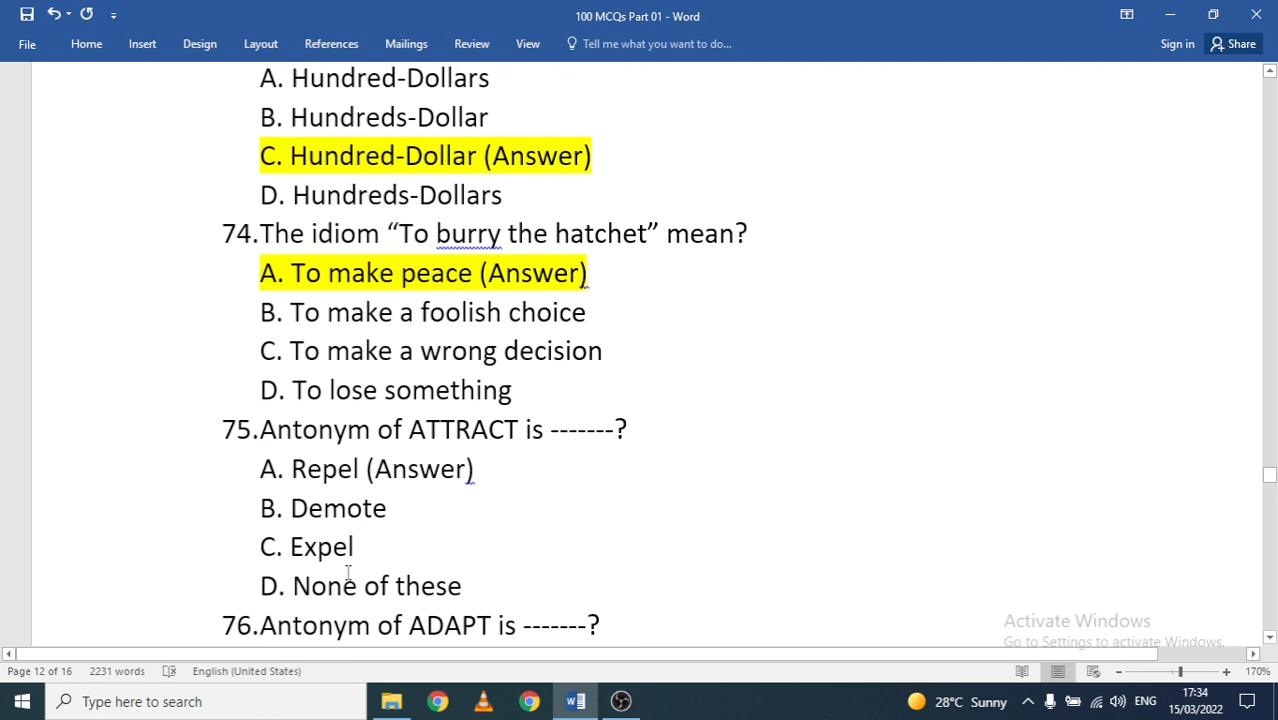 100 MCQs Part 01 - Word
File Home Insert Design Layout References Mailings Review View Tell me what you want to do... Sign in Share
A. Hundred-Dollars
B. Hundreds-Dollar
C. Hundred-Dollar (Answer)
D. Hundreds-Dollars
74.The idiom “To burry the hatchet” mean?
A. To make peace (Answer)
B. To make a foolish choice
C. To make a wrong decision
D. To lose something
75.Antonym of ATTRACT is -------?
A. Repel (Answer)
B. Demote
C. Expel
D. None of these
76.Antonym of ADAPT is -------?
Activate Windows
Go to Settings to activate Windows.
Page 12 of 16 2231 words English (United States) 170%
Type here to search 28°C Sunny ENG 17:34
15/03/2022